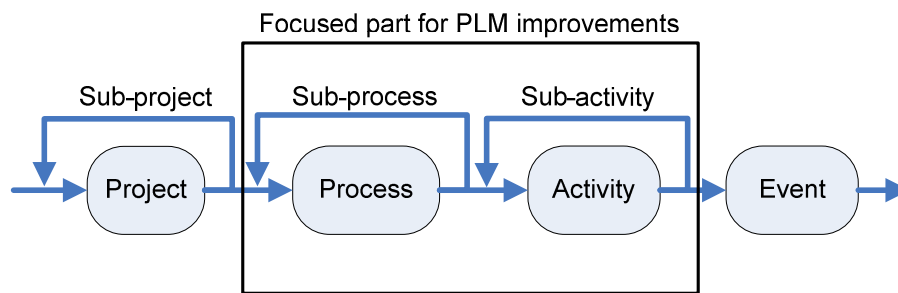 Focused part for PLM improvements
Sub-project
Sub-process
Sub-activity
Project
Process
Activity
Event